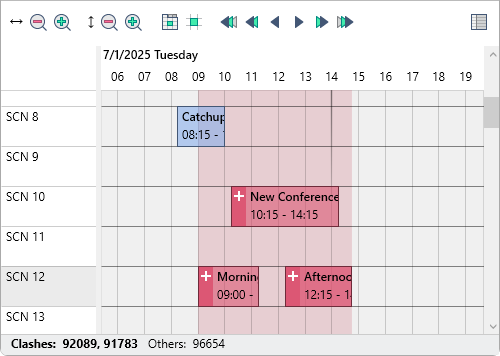 7/1/2025 Tuesday
06 07 08 09 10 11 12 13 14 15 16 17 18 19
SCN 8
Catchup
08:15 -
SCN 9
SCN 10
New Conference
10:15 - 14:15
SCN 11
SCN 12
Mornin
09:00 -
Afternoo
12:15 - 1
SCN 13
Clashes: 92089, 91783 Others: 96654